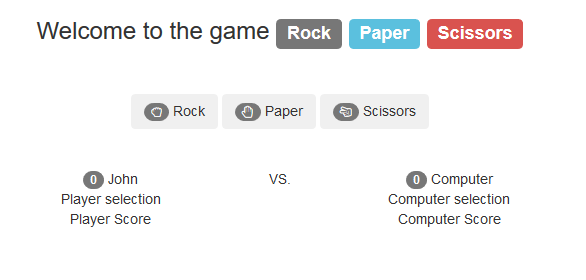 Welcome to the game Rock Paper Scissors
Rock Paper Scissors
0 John VS. 0 Computer
Player selection Computer selection
Player Score Computer Score